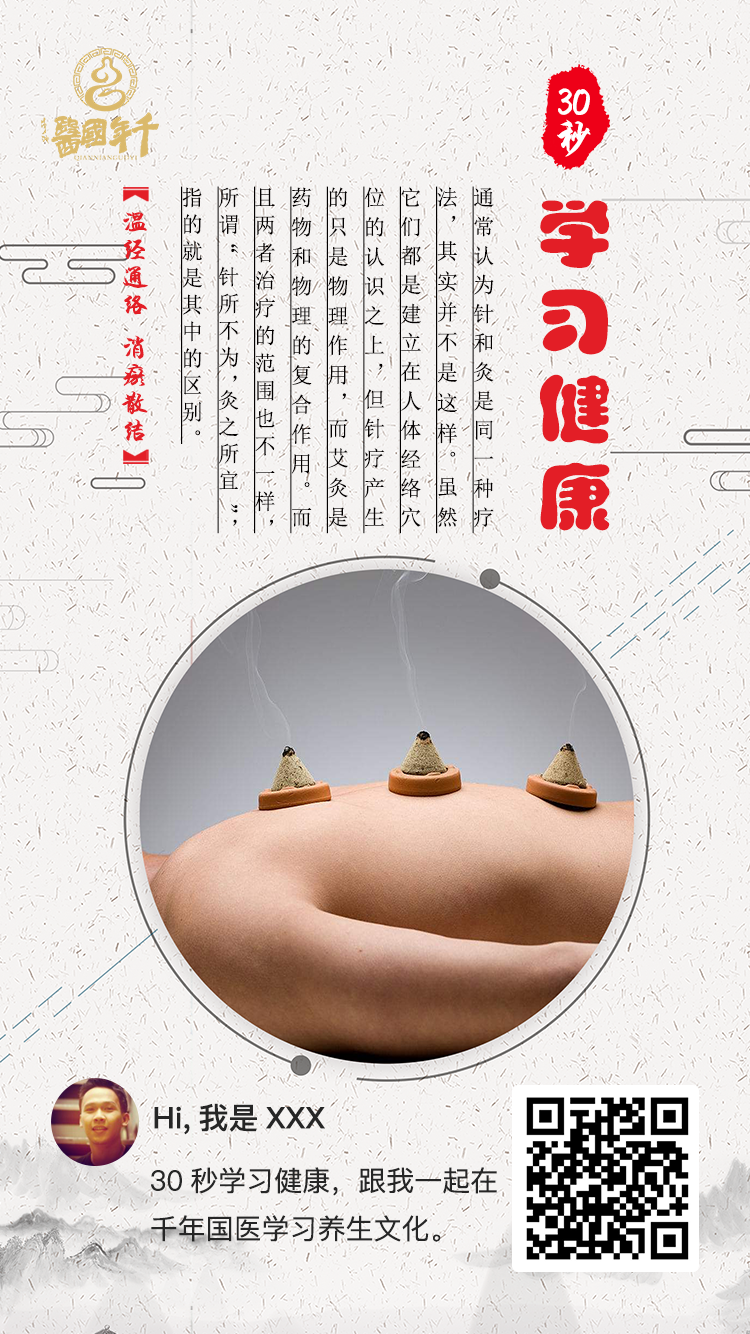 千年國醫
30
秒
学习健康
通常认为针和灸是同一种疗
法，其实并不是这样。虽然
它们都是建立在人体经络穴
位的认识之上，但针疗产生
的只是物理作用，而艾灸是
药物和物理的复合作用。而
且两者治疗的范围也不一样，
所谓“针所不为，灸之所宜”，
指的就是其中的区别。
【温经通络 消瘀散结】
Hi, 我是 XXX
30 秒学习健康，跟我一起在
千年国医学习养生文化。